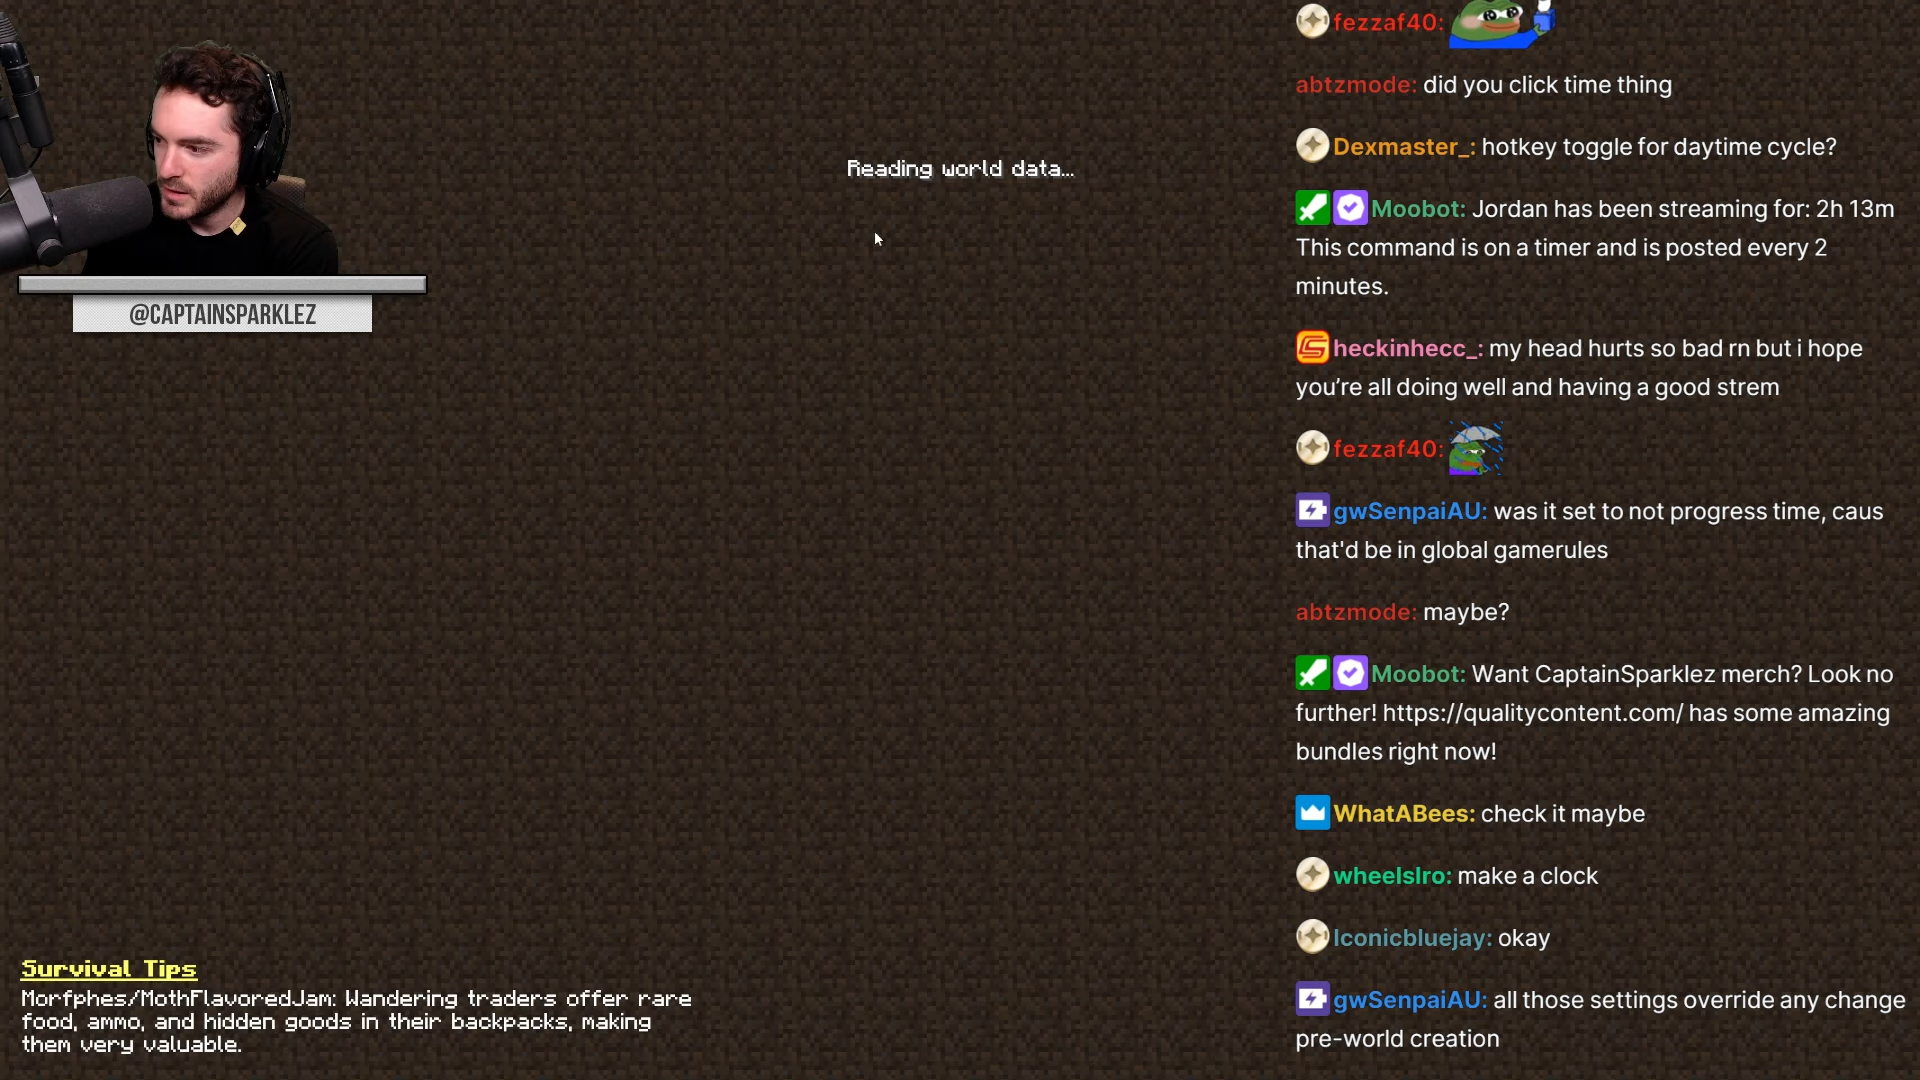 fezzaf40:
abtzmode: did you click time thing
Dexmaster_: hotkey toggle for daytime cycle?
Reading world data...
Moobot: Jordan has been streaming for: 2h 13m
This command is on a timer and is posted every 2
minutes.
@CAPTAINSPARKLEZ
heckinhecc_: my head hurts so bad rn but i hope
you’re all doing well and having a good strem
fezzaf40:
gwSenpaiAU: was it set to not progress time, caus
that'd be in global gamerules
abtzmode: maybe?
Moobot: Want CaptainSparklez merch? Look no
further! https://qualitycontent.com/ has some amazing
bundles right now!
WhatABees: check it maybe
wheelslro: make a clock
Iconicbluejay: okay
gwSenpaiAU: all those settings override any change
pre-world creation
Survival Tips
Morfphes/MothFlavoredJam: Wandering traders offer rare
food, ammo, and hidden goods in their backpacks, making
them very valuable.